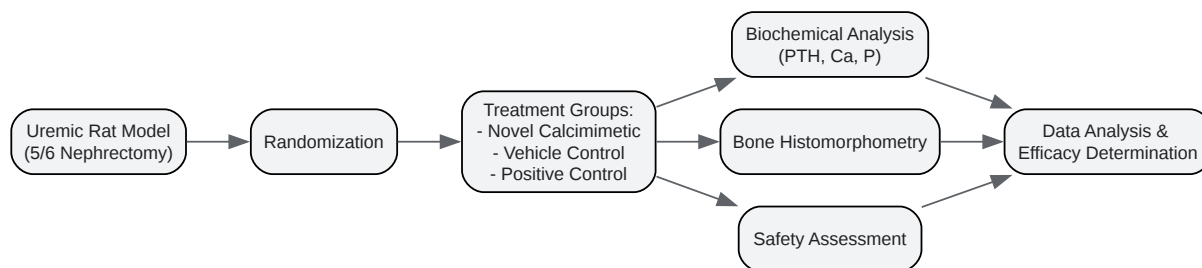 Uremic Rat Model
(5/6 Nephrectomy)
Randomization
Treatment Groups:
- Novel Calcimimetic
- Vehicle Control
- Positive Control
Biochemical Analysis
(PTH, Ca, P)
Bone Histomorphometry
Safety Assessment
Data Analysis &
Efficacy Determination